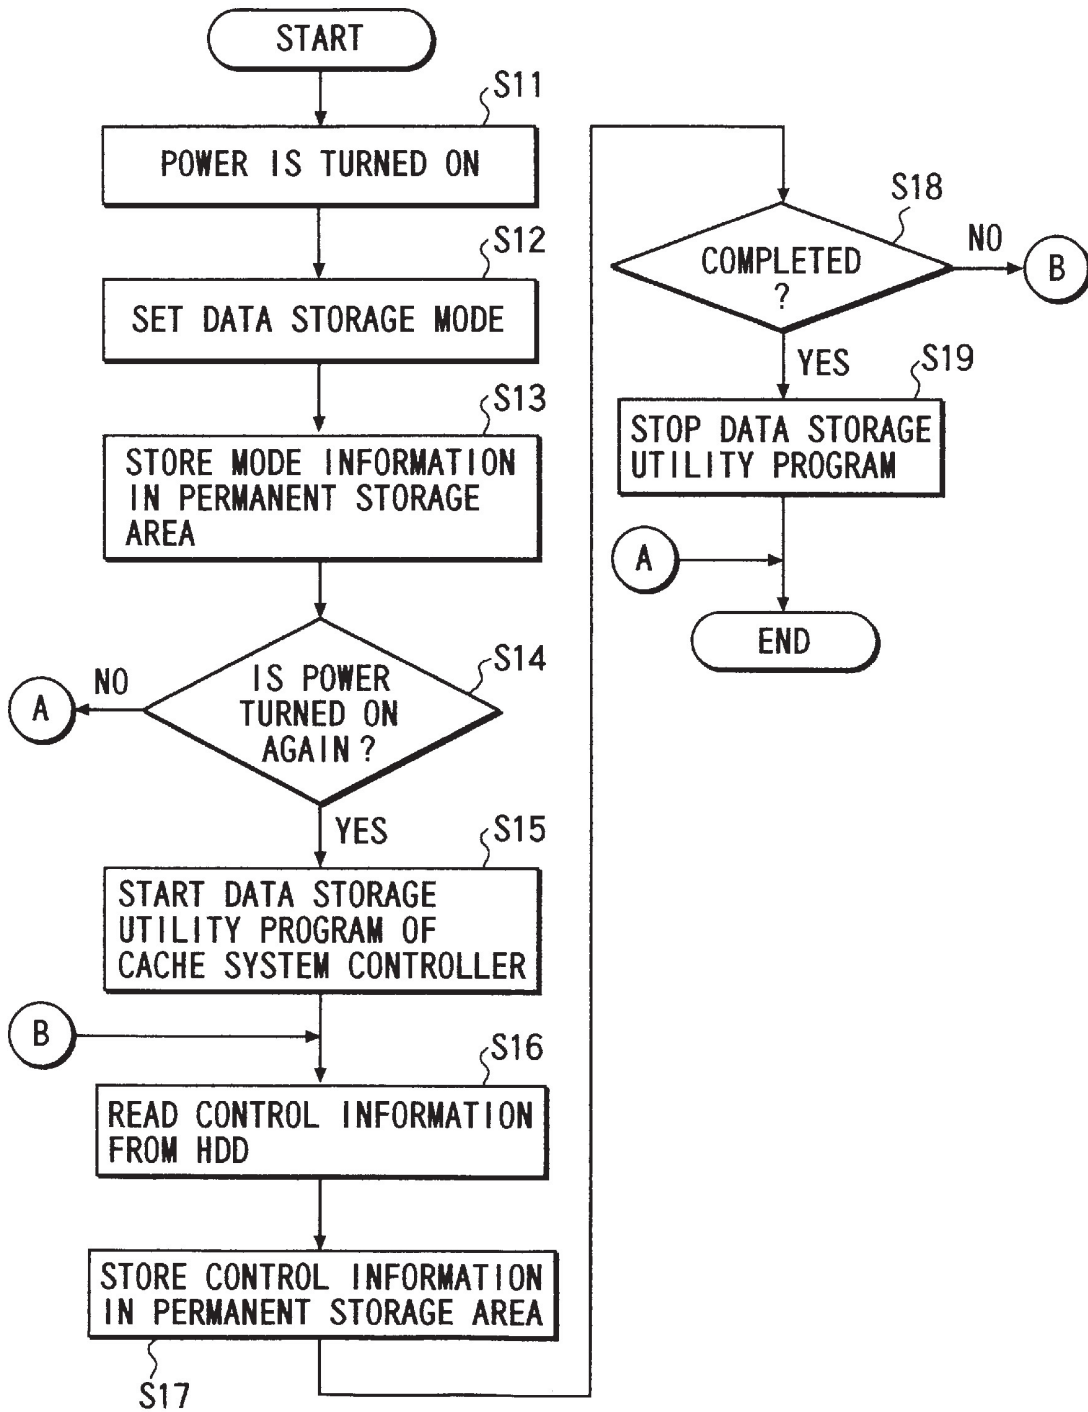 START
S11
POWER IS TURNED ON
S12
SET DATA STORAGE MODE
S13
STORE MODE INFORMATION
IN PERMANENT STORAGE
AREA
S14
IS POWER
TURNED ON
AGAIN?
NO
A
YES
S15
START DATA STORAGE
UTILITY PROGRAM OF
CACHE SYSTEM CONTROLLER
B
S16
READ CONTROL INFORMATION
FROM HDD
STORE CONTROL INFORMATION
IN PERMANENT STORAGE AREA
S17
S18
COMPLETED
?
NO
B
YES
S19
STOP DATA STORAGE
UTILITY PROGRAM
A
END